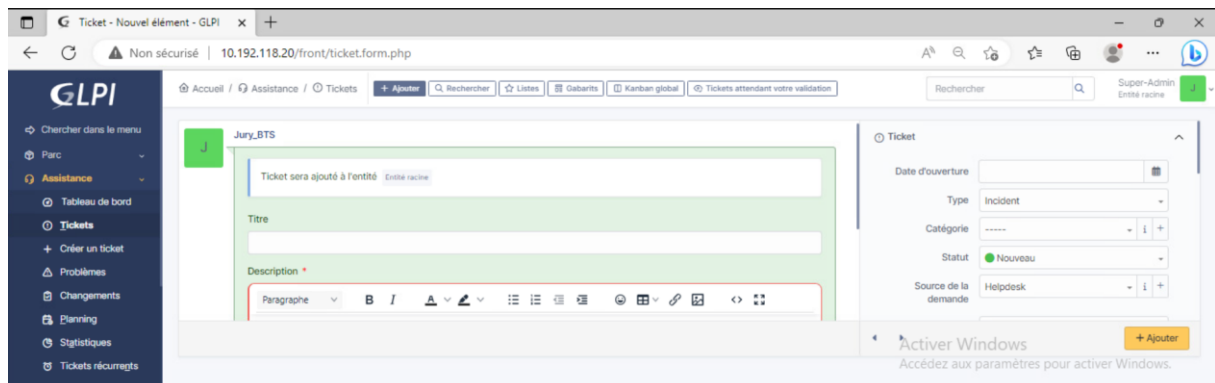 Ticket - Nouvel élément - GLPI
Non sécurisé | 10.192.118.20/front/ticket.form.php
GLPI
Accueil / Assistance / Tickets + Ajouter Rechercher Listes Gabarits Kanban global Tickets attendant votre validation
Rechercher
Super-Admin
Entité racine
J
Chercher dans le menu
Parc
Assistance
Tableau de bord
Tickets
+ Créer un ticket
Problèmes
Changements
Planning
Statistiques
Tickets récurrents
J
Jury_BTS
Ticket sera ajouté à l'entité Entité racine
Titre
Description *
Paragraphe B I A
Ticket
Date d'ouverture
Type Incident
Catégorie ----- i +
Statut Nouveau
Source de la demande Helpdesk i +
+ Ajouter
Activer Windows
Accédez aux paramètres pour activer Windows.